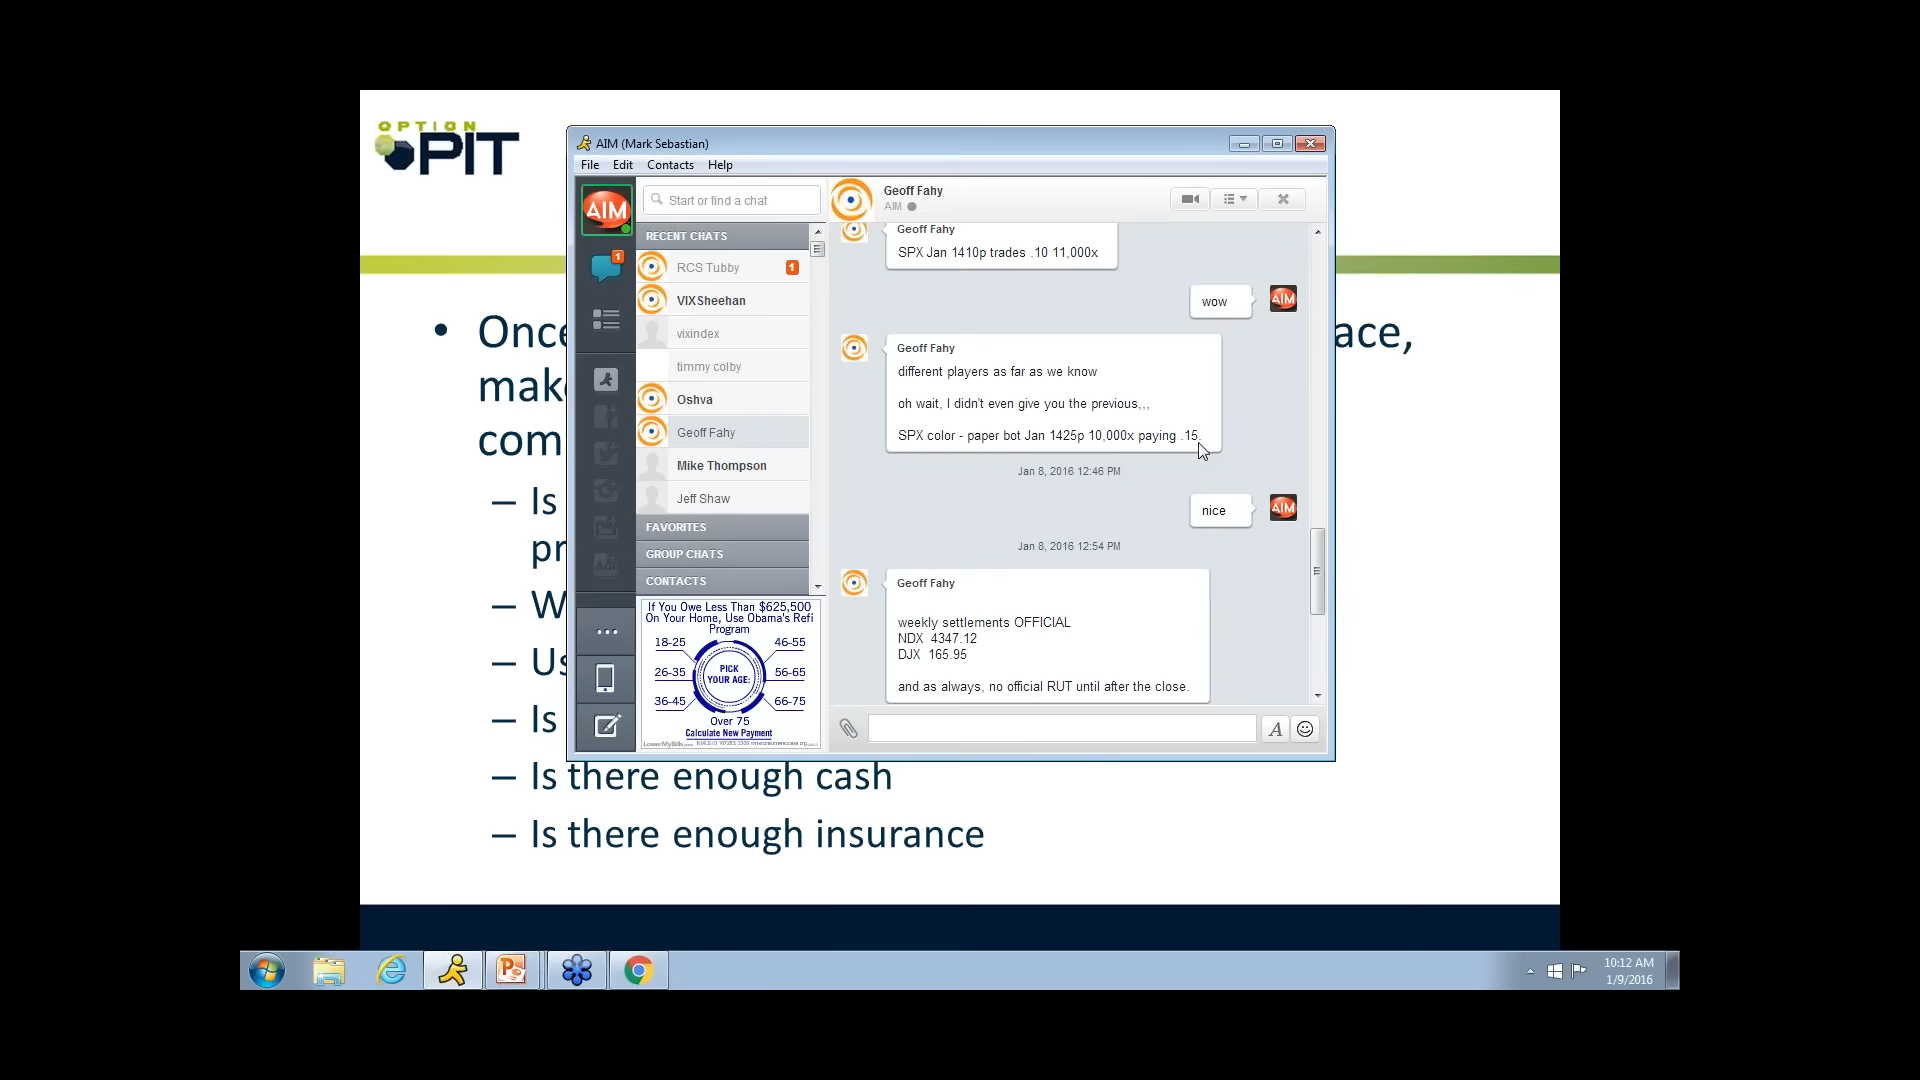 OPTION
PIT
AIM (Mark Sebastian)
File Edit Contacts Help
AIM
Start or find a chat
Geoff Fahy
AIM
RECENT CHATS
RCS Tubby 1
VIXSheehan
vixindex
timmy colby
Oshva
Geoff Fahy
Mike Thompson
Jeff Shaw
FAVORITES
GROUP CHATS
CONTACTS
1
If You Owe Less Than $625,500
On Your Home, Use Obama's Refi
Program
18-25 46-55
PICK
YOUR AGE:
26-35 56-65
36-45 66-75
Over 75
Calculate New Payment
Geoff Fahy
SPX Jan 1410p trades .10 11,000x
wow
AIM
Geoff Fahy
different players as far as we know
oh wait, I didn't even give you the previous,,,
SPX color - paper bot Jan 1425p 10,000x paying .15.
Jan 8, 2016 12:46 PM
nice
AIM
Jan 8, 2016 12:54 PM
Geoff Fahy
weekly settlements OFFICIAL
NDX 4347.12
DJX 165.95
and as always, no official RUT until after the close.
A
• Once ace,
mak
com
– Is
pr
– W
– Us
– Is
– Is there enough cash
– Is there enough insurance
10:12 AM
1/9/2016